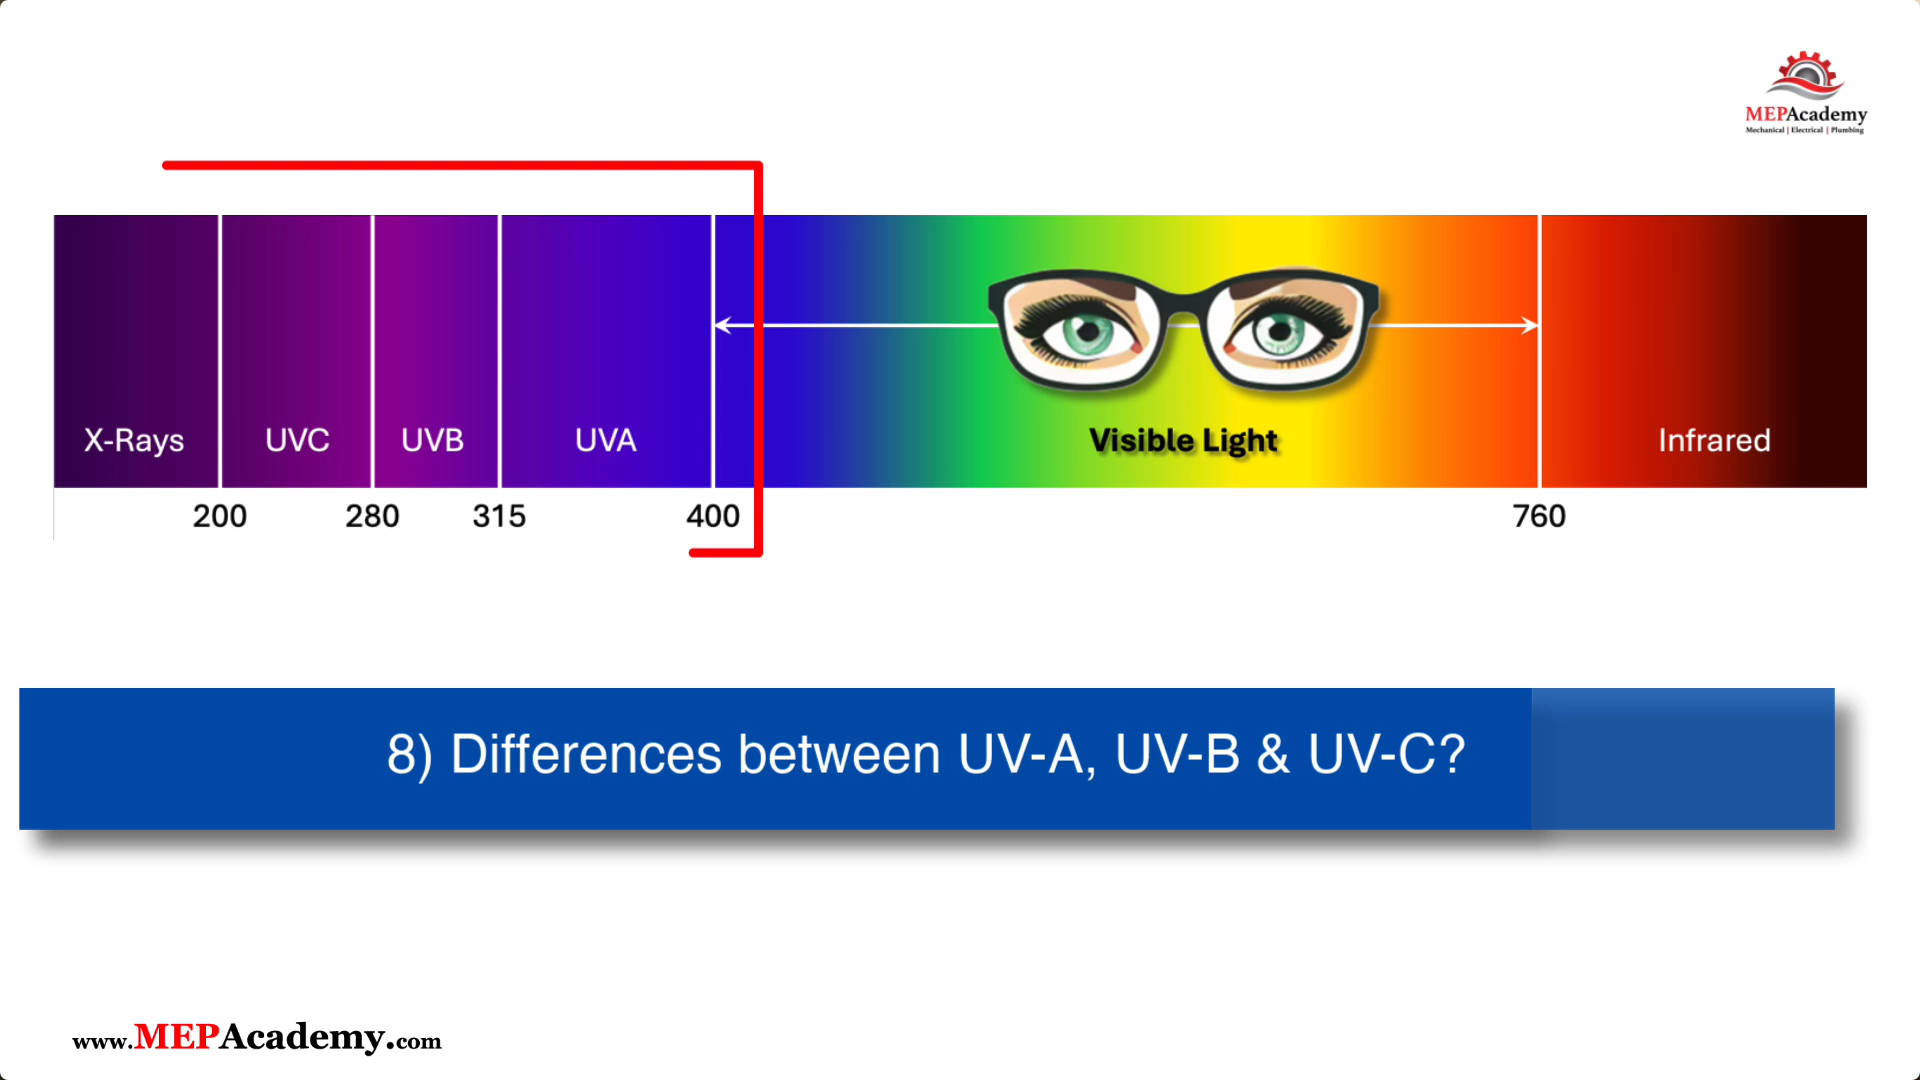 MEPAcademy
Mechanical | Electrical | Plumbing
X-Rays UVC UVB UVA Visible Light Infrared
200 280 315 400 760
8) Differences between UV-A, UV-B & UV-C?
www.MEPAcademy.com